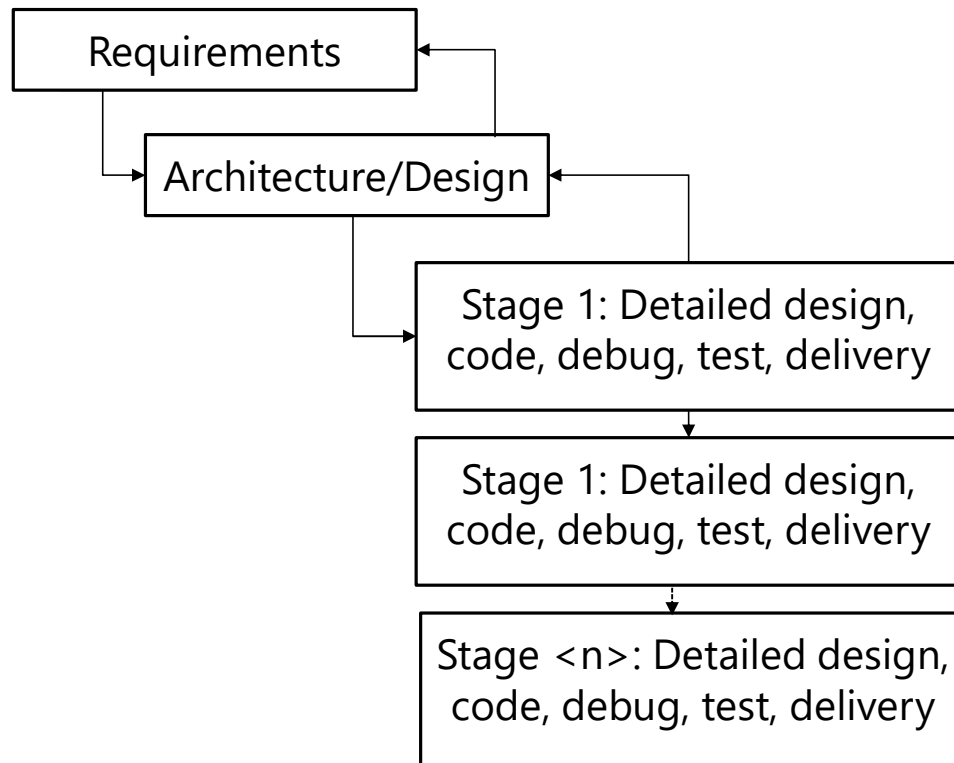 Requirements
Architecture/Design
Stage 1: Detailed design,
code, debug, test, delivery
Stage 1: Detailed design,
code, debug, test, delivery
Stage <n>: Detailed design,
code, debug, test, delivery